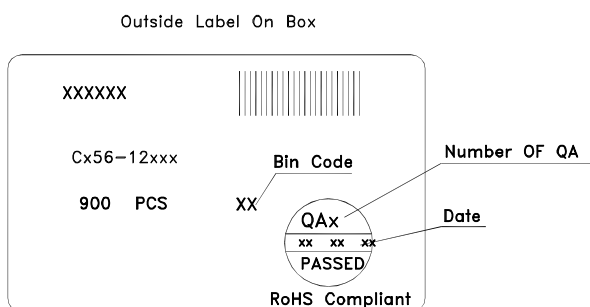 Outside Label On Box
XXXXXX
Cx56-12xxx
Bin Code
Number OF QA
900 PCS
XX
QAx
Date
xx xx xx
PASSED
RoHS Compliant